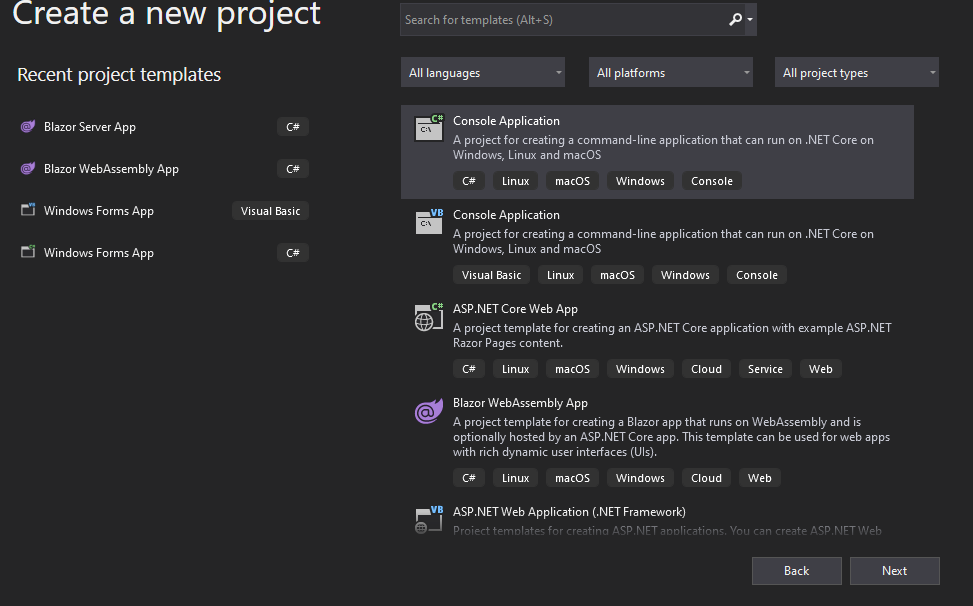 Create a new project
Search for templates (Alt+S)
Recent project templates
All languages
All platforms
All project types
Blazor Server App
C#
Blazor WebAssembly App
C#
Windows Forms App
Visual Basic
Windows Forms App
C#
C#
C:\
Console Application
A project for creating a command-line application that can run on .NET Core on
Windows, Linux and macOS
C# Linux macOS Windows Console
VB
C:\
Console Application
A project for creating a command-line application that can run on .NET Core on
Windows, Linux and macOS
Visual Basic Linux macOS Windows Console
C#
ASP.NET Core Web App
A project template for creating an ASP.NET Core application with example ASP.NET
Razor Pages content.
C# Linux macOS Windows Cloud Service Web
Blazor WebAssembly App
A project template for creating a Blazor app that runs on WebAssembly and is
optionally hosted by an ASP.NET Core app. This template can be used for web apps
with rich dynamic user interfaces (UIs).
C# Linux macOS Windows Cloud Web
VB
ASP.NET Web Application (.NET Framework)
Project templates for creating ASP.NET applications. You can create ASP.NET Web
Back
Next